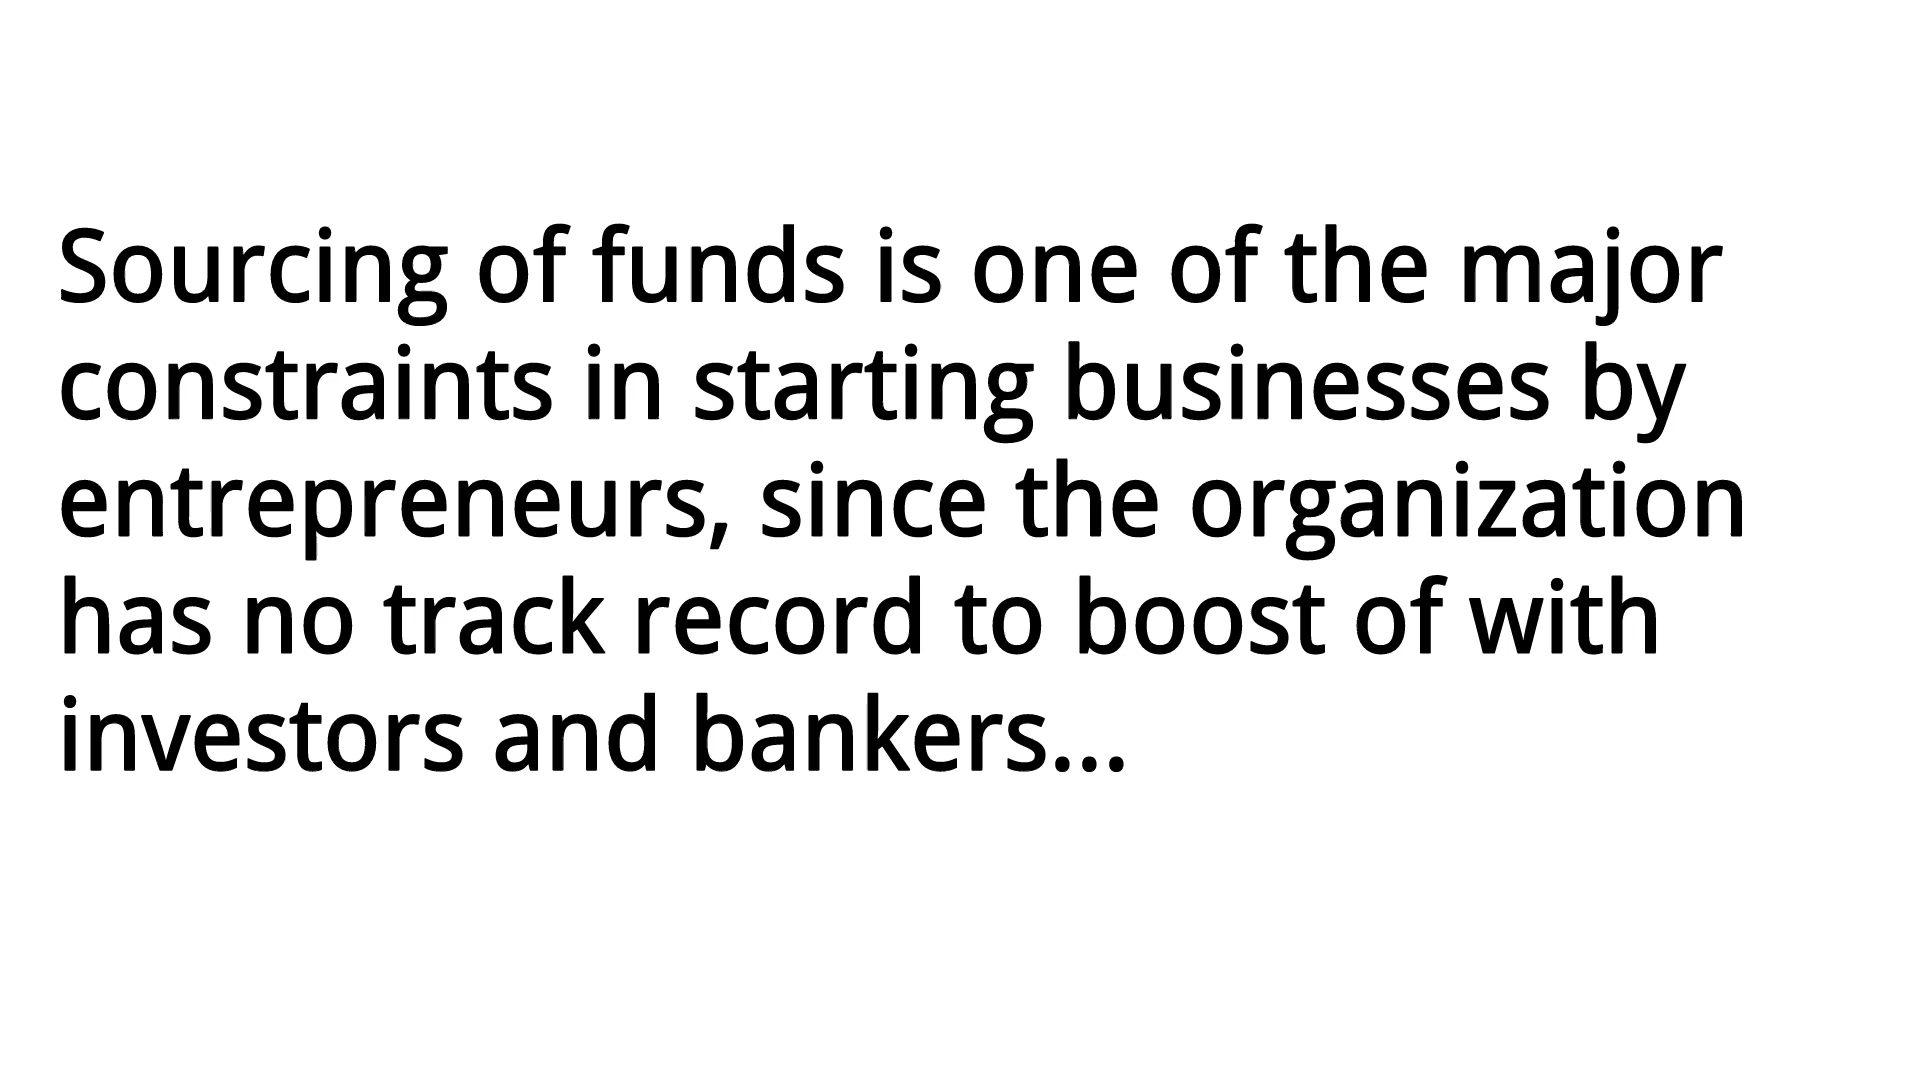 Sourcing of funds is one of the major
constraints in starting businesses by
entrepreneurs, since the organization
has no track record to boost of with
investors and bankers...